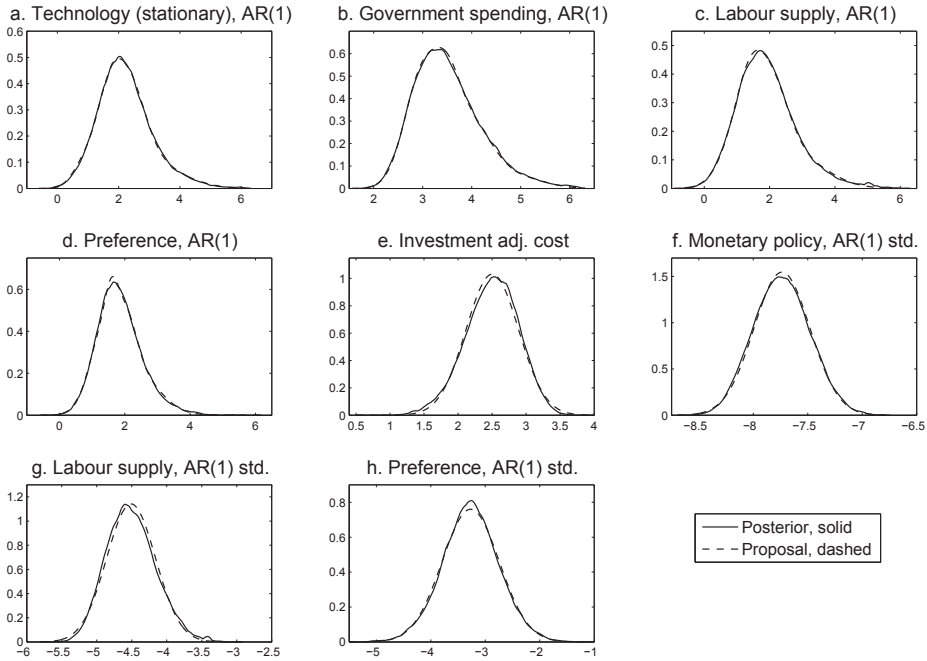 a. Technology (stationary), AR(1)
0.6
0.5
0.4
0.3
0.2
0.1
0
0 2 4 6
b. Government spending, AR(1)
0.6
0.5
0.4
0.3
0.2
0.1
0
2 3 4 5 6
c. Labour supply, AR(1)
0.5
0.4
0.3
0.2
0.1
0
0 2 4 6
d. Preference, AR(1)
0.6
0.4
0.2
0
0 2 4 6
e. Investment adj. cost
1
0.8
0.6
0.4
0.2
0
0.5 1 1.5 2 2.5 3 3.5 4
f. Monetary policy, AR(1) std.
1.5
1
0.5
0
−8.5 −8 −7.5 −7 −6.5
g. Labour supply, AR(1) std.
1.2
1
0.8
0.6
0.4
0.2
0
−6 −5.5 −5 −4.5 −4 −3.5 −3 −2.5
h. Preference, AR(1) std.
0.8
0.6
0.4
0.2
0
−5 −4 −3 −2 −1
Posterior, solid
Proposal, dashed